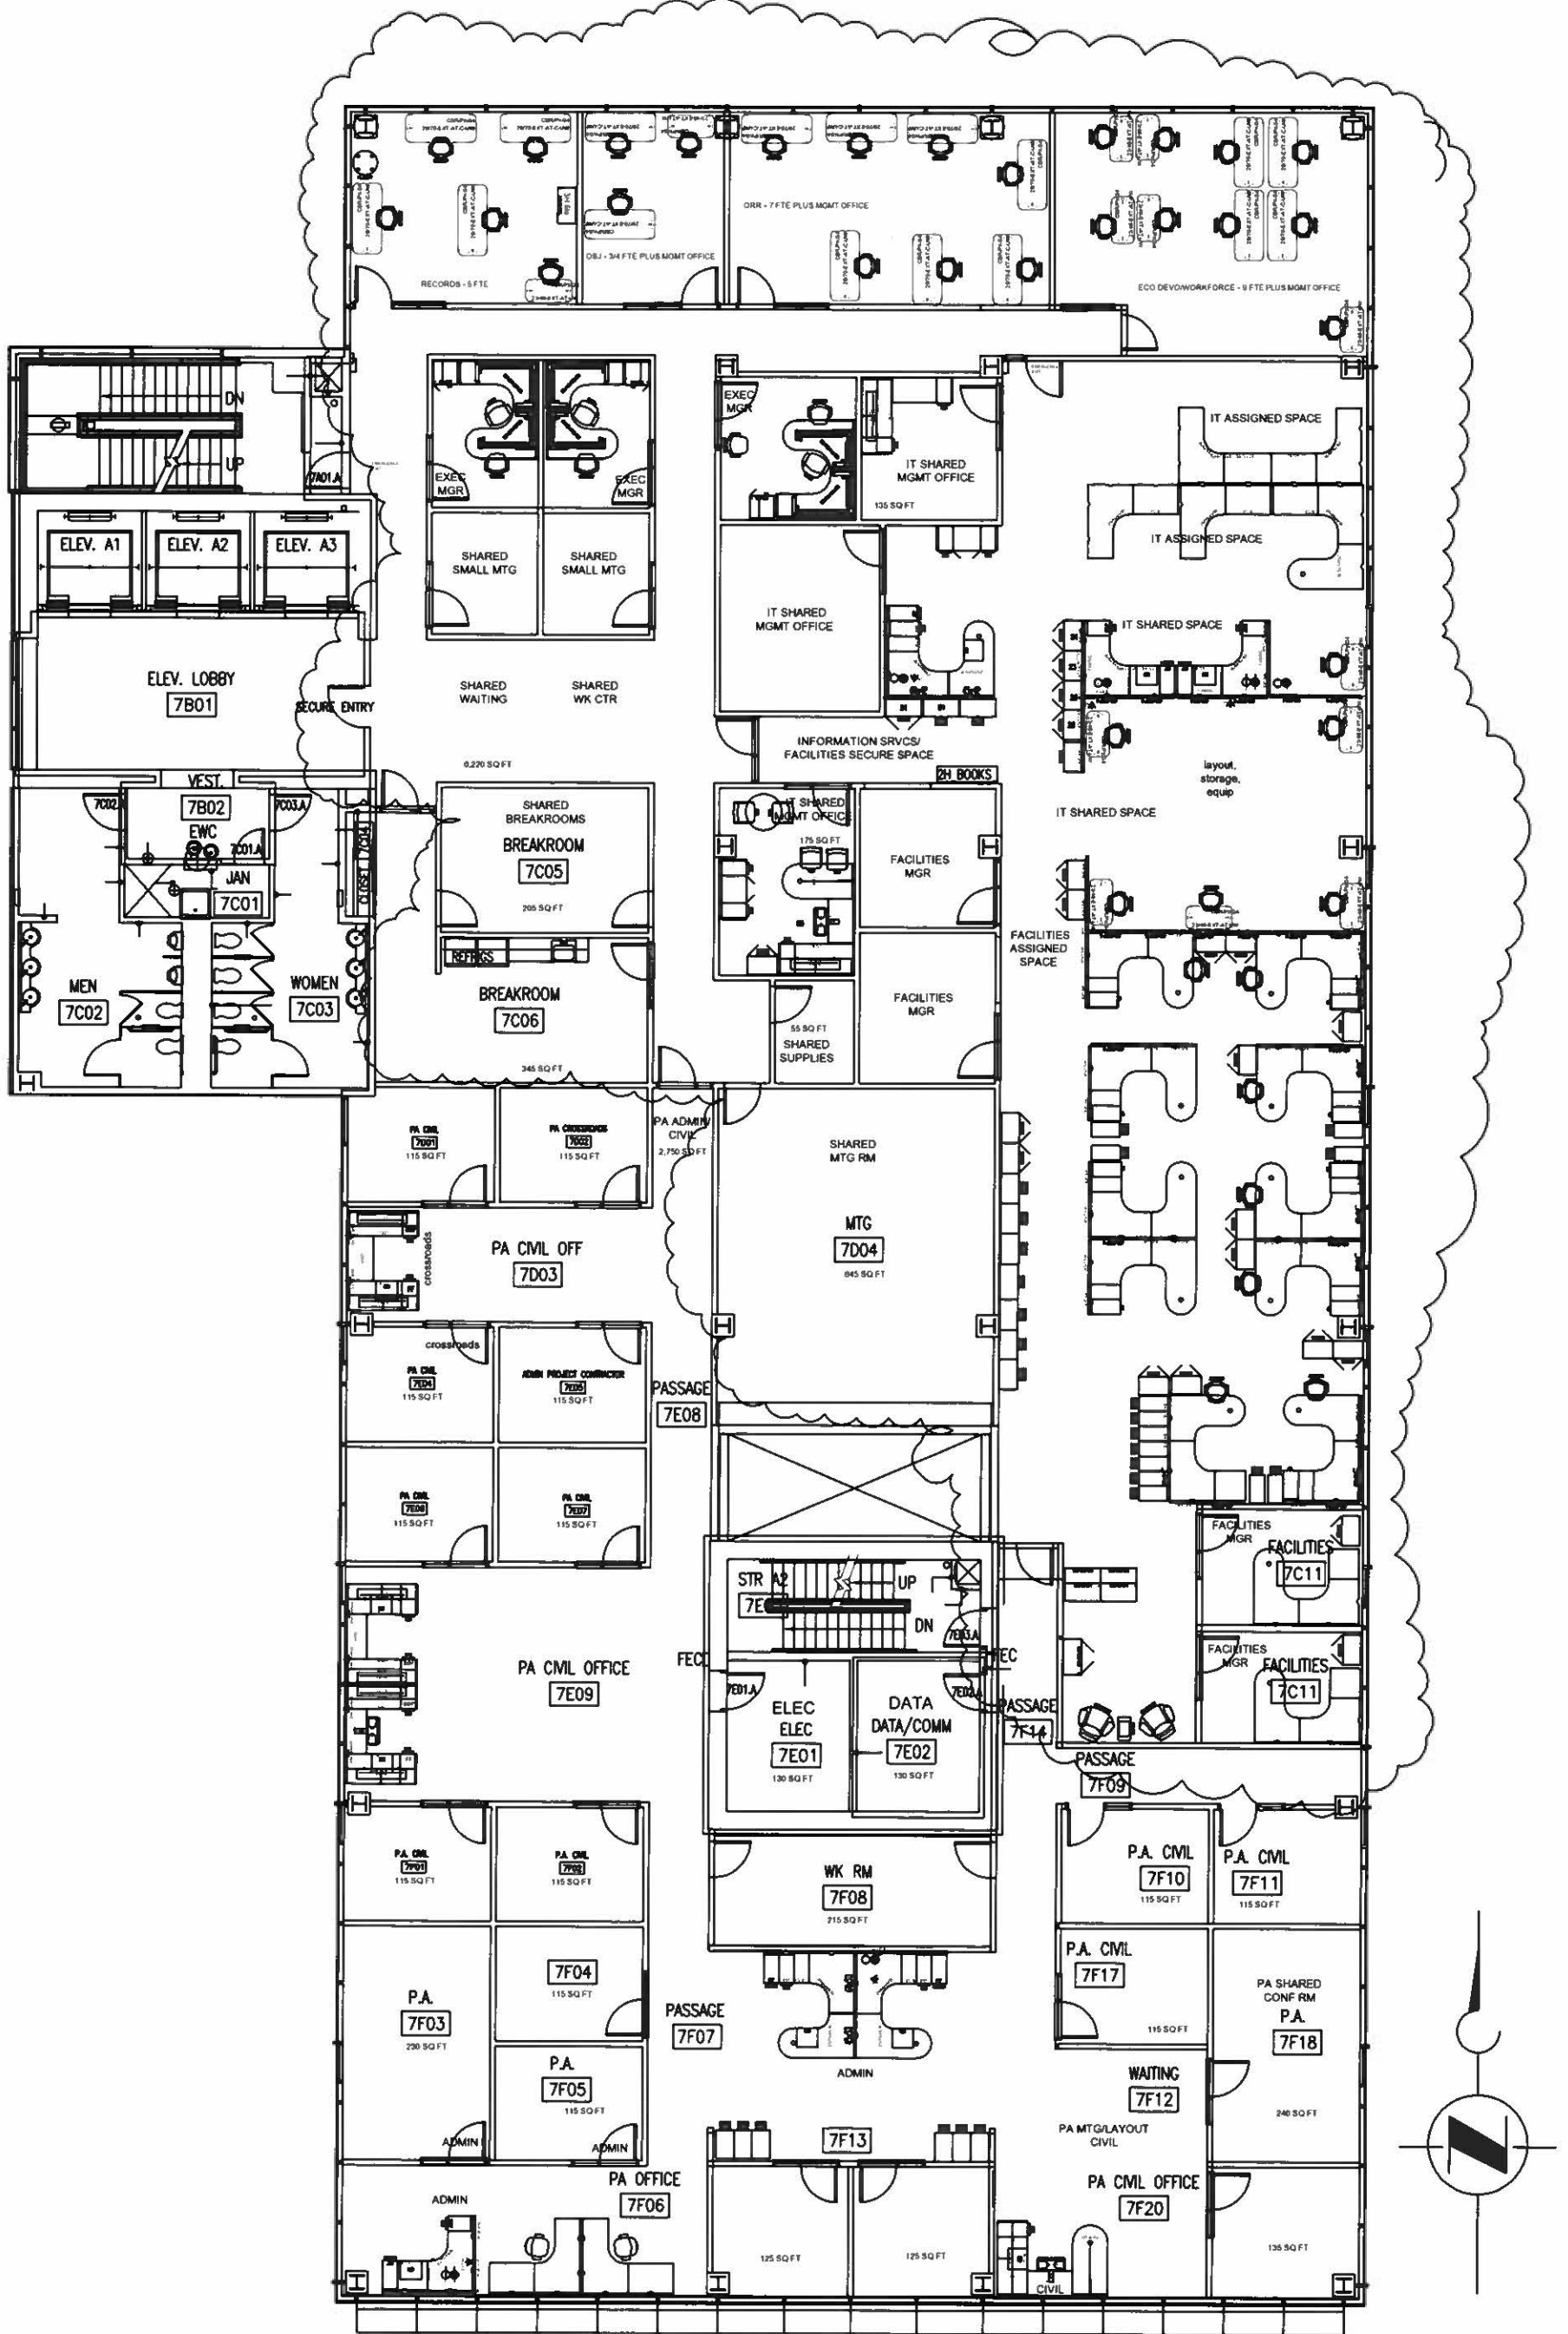 ORR - 7 FTE PLUS MGMT OFFICE
OBJ - 3/4 FTE PLUS MGMT OFFICE
RECORDS - 5 FTE
ECO DEVO/WORKFORCE - 9 FTE PLUS MGMT OFFICE
DN
UP
7A01.A
EXEC
MGR
EXEC
MGR
EXEC
MGR
IT SHARED
MGMT OFFICE
135 SQ FT
IT ASSIGNED SPACE
IT ASSIGNED SPACE
ELEV. A1
ELEV. A2
ELEV. A3
SHARED
SMALL MTG
SHARED
SMALL MTG
IT SHARED
MGMT OFFICE
IT SHARED SPACE
ELEV. LOBBY
7B01
SECURE ENTRY
SHARED
WAITING
SHARED
WK CTR
6,220 SQ FT
INFORMATION SRVCS/
FACILITIES SECURE SPACE
2H BOOKS
layout,
storage,
equip
IT SHARED SPACE
VEST.
7B02
EWC
7C02.
7C03.A
7C01.A
JAN
7C01
CLOSET 7C14
SHARED
BREAKROOMS
BREAKROOM
7C05
205 SQ FT
IT SHARED
MGMT OFFICE
175 SQ FT
FACILITIES
MGR
FACILITIES
ASSIGNED
SPACE
MEN
7C02
WOMEN
7C03
REFRIGS
BREAKROOM
7C06
345 SQ FT
55 SQ FT
SHARED
SUPPLIES
FACILITIES
MGR
PA CIVIL
7D01
115 SQ FT
PA CROSSROADS
7D02
115 SQ FT
PA ADMIN/
CIVIL
2,750 SQ FT
SHARED
MTG RM
MTG
7D04
645 SQ FT
crossroads
PA CIVIL OFF
7D03
crossroads
PA CIVIL
7E04
115 SQ FT
ADMIN PROJECT CONTRACTOR
7E05
115 SQ FT
PASSAGE
7E08
PA CIVIL
7E06
115 SQ FT
PA CIVIL
7E07
115 SQ FT
FACILITIES
MGR
FACILITIES
7C11
STR A2
UP
DN
7E03.A
FACILITIES
MGR
FACILITIES
7C11
PA CIVIL OFFICE
7E09
FEC
FEC
7E01.A
7E02.A
ELEC
ELEC
7E01
130 SQ FT
DATA
DATA/COMM
7E02
130 SQ FT
PASSAGE
7F14
PASSAGE
7F09
P.A. CIVIL
7F01
115 SQ FT
P.A. CIVIL
7F02
115 SQ FT
WK RM
7F08
215 SQ FT
P.A. CIVIL
7F10
115 SQ FT
P.A. CIVIL
7F11
115 SQ FT
P.A.
7F03
230 SQ FT
7F04
115 SQ FT
P.A. CIVIL
7F17
115 SQ FT
PA SHARED
CONF RM
P.A.
7F18
240 SQ FT
PASSAGE
7F07
P.A.
7F05
115 SQ FT
ADMIN
WAITING
7F12
PA MTG/LAYOUT
CIVIL
ADMIN
ADMIN
7F13
PA OFFICE
7F06
ADMIN
PA CIVIL OFFICE
7F20
125 SQ FT
125 SQ FT
135 SQ FT
CIVIL